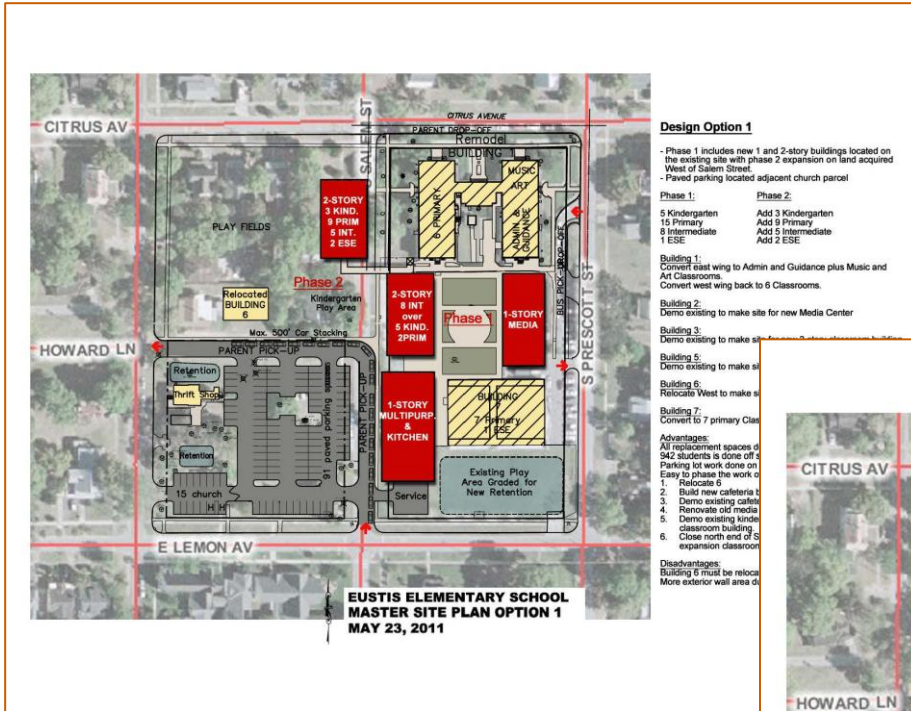 CITRUS AV
SALEM ST
CITRUS AVENUE
PARENT DROP-OFF
Remodel
BUILDING
MUSIC
ART
6 PRIMARY
ADMIN &
GUIDANCE
BUS PICK-UP/DROP-OFF
S PRESCOTT ST
2-STORY
3 KIND.
9 PRIM
5 INT.
2 ESE
PLAY FIELDS
Phase 2
Kindergarten
Play Area
Relocated
BUILDING
6
2-STORY
8 INT
over
5 KIND.
2PRIM
Phase 1
1-STORY
MEDIA
Max. 500' Car Stacking
HOWARD LN
PARENT PICK-UP
PARENT PICK-UP
Retention
Thrift Shop
Retention
91 paved parking spaces
15 church
H H
1-STORY
MULTIPURP.
&
KITCHEN
BUILDING
7
7 Primary
1 ESE
Existing Play
Area Graded for
New Retention
Service
E LEMON AV
EUSTIS ELEMENTARY SCHOOL
MASTER SITE PLAN OPTION 1
MAY 23, 2011
Design Option 1
- Phase 1 includes new 1 and 2-story buildings located on
the existing site with phase 2 expansion on land acquired
West of Salem Street.
- Paved parking located adjacent church parcel
Phase 1: Phase 2:
5 Kindergarten Add 3 Kindergarten
15 Primary Add 9 Primary
8 Intermediate Add 5 Intermediate
1 ESE Add 2 ESE
Building 1:
Convert east wing to Admin and Guidance plus Music and
Art Classrooms.
Convert west wing back to 6 Classrooms.
Building 2:
Demo existing to make site for new Media Center
Building 3:
Demo existing to make site for new 2-story classroom building
Building 5:
Demo existing to make
Building 6:
Relocate West to make
Building 7:
Convert to 7 primary
Advantages:
All replacement spaces
942 students is done off
Parking lot work done on
Easy to phase the work
1. Relocate 6
2. Build new cafeteria
3. Demo existing
4. Renovate old media
5. Demo existing
classroom building.
6. Close north end of
expansion
Disadvantages:
Building 6 must be
More exterior wall area
CITRUS AV
HOWARD LN